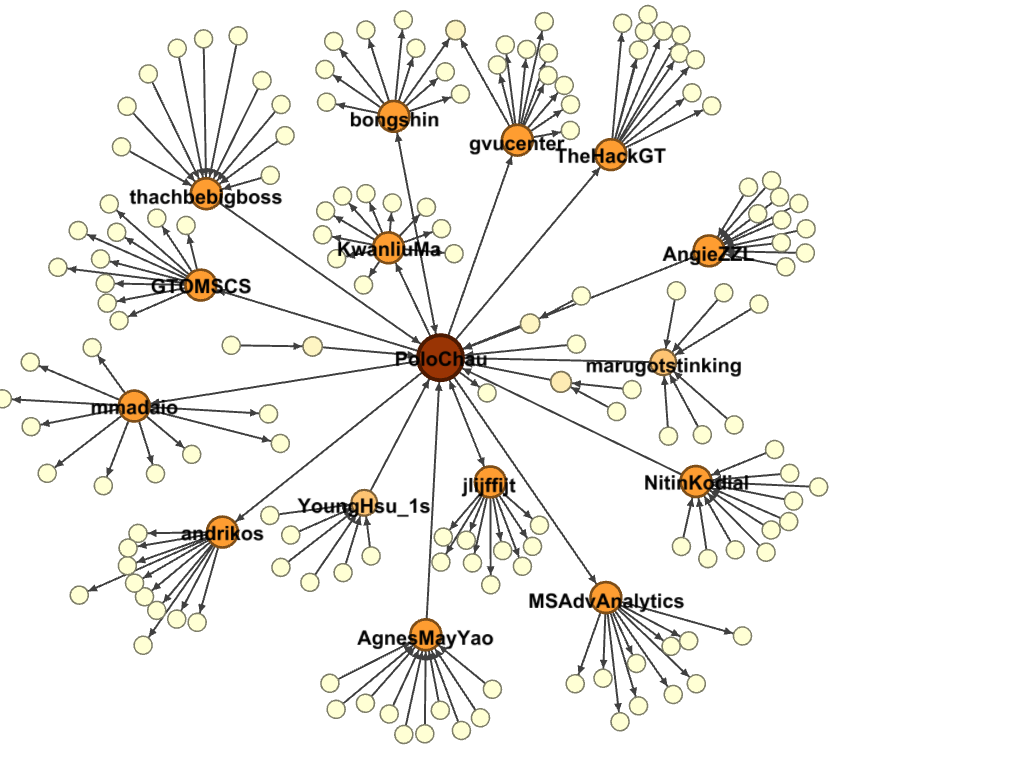 bongshin
gvucenter
TheHackGT
thachbebigboss
KwanliuMa
AngieZZL
GTOMSCS
PoloChau
marugotstinking
mmadaio
NitinKodial
jlijffijt
YoungHsu_1s
andrikos
MSAdvAnalytics
AgnesMayYao